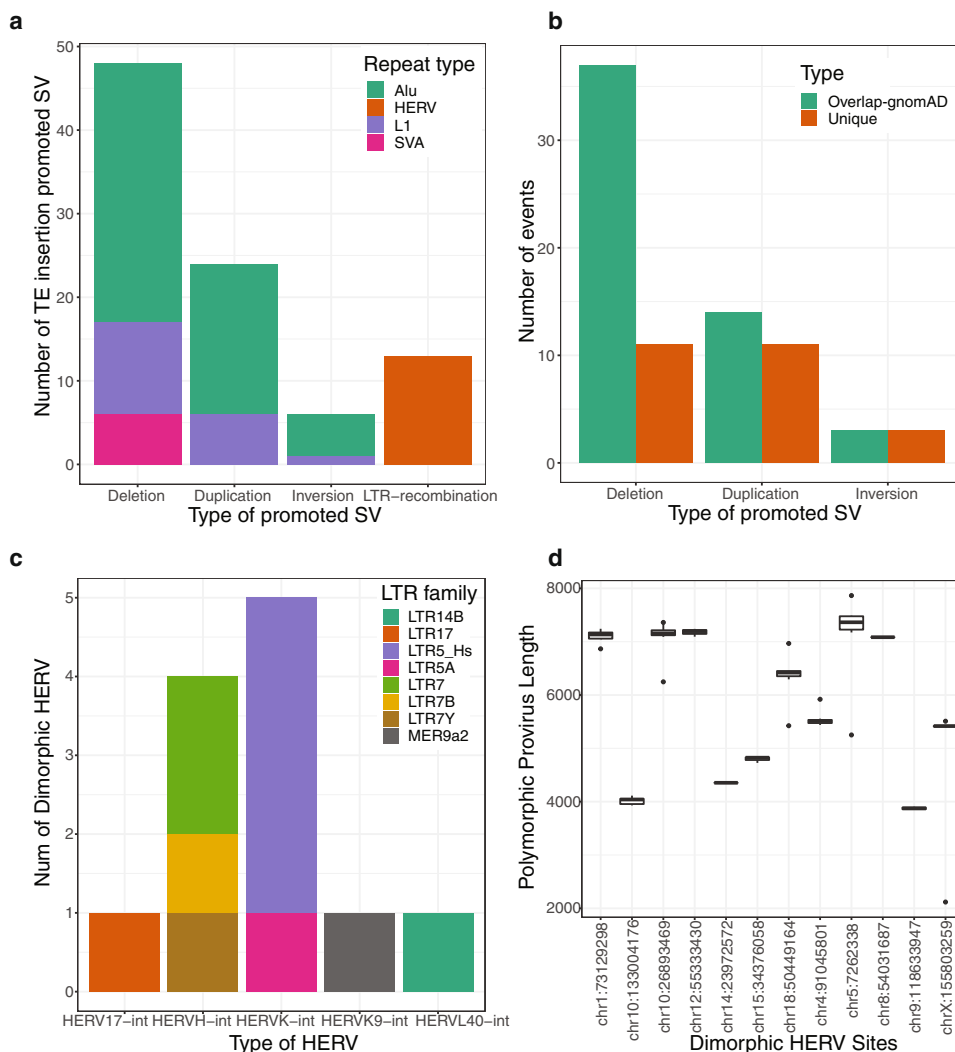 a
Number of TE insertion promoted SV
50
40
30
20
10
0
Repeat type
Alu
HERV
L1
SVA
Deletion
Duplication
Inversion
LTR−recombination
Type of promoted SV
b
Number of events
30
20
10
0
Type
Overlap-gnomAD
Unique
Deletion
Duplication
Inversion
Type of promoted SV
c
Num of Dimorphic HERV
5
4
3
2
1
0
LTR family
LTR14B
LTR17
LTR5_Hs
LTR5A
LTR7
LTR7B
LTR7Y
MER9a2
HERV17−int
HERVH−int
HERVK−int
HERVK9−int
HERVL40−int
Type of HERV
d
Polymorphic Provirus Length
8000
6000
4000
2000
chr1:73129298
chr10:133004176
chr10:26893469
chr12:55333430
chr14:23972572
chr15:34376058
chr18:50449164
chr4:91045801
chr5:7262338
chr8:54031687
chr9:118633947
chrX:155803259
Dimorphic HERV Sites